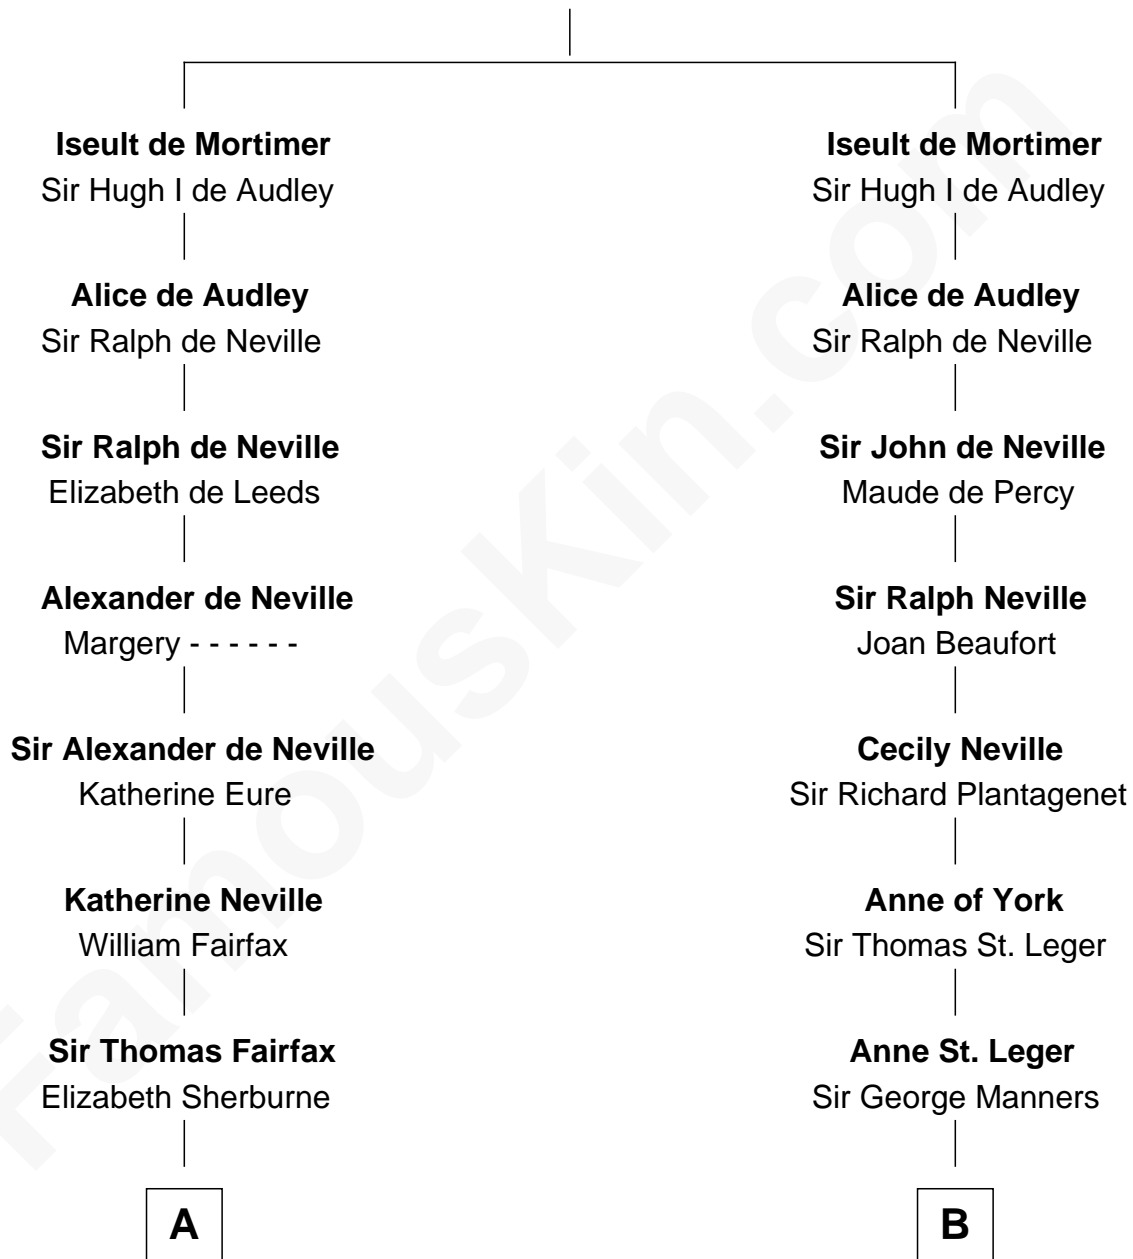 Iseult de Mortimer
Sir Hugh I de Audley
Alice de Audley
Sir Ralph de Neville
Sir Ralph de Neville
Elizabeth de Leeds
Alexander de Neville
Margery - - - - - -
Sir Alexander de Neville
Katherine Eure
Katherine Neville
William Fairfax
Sir Thomas Fairfax
Elizabeth Sherburne
A
Iseult de Mortimer
Sir Hugh I de Audley
Alice de Audley
Sir Ralph de Neville
Sir John de Neville
Maude de Percy
Sir Ralph Neville
Joan Beaufort
Cecily Neville
Sir Richard Plantagenet
Anne of York
Sir Thomas St. Leger
Anne St. Leger
Sir George Manners
B
FamousKin.com